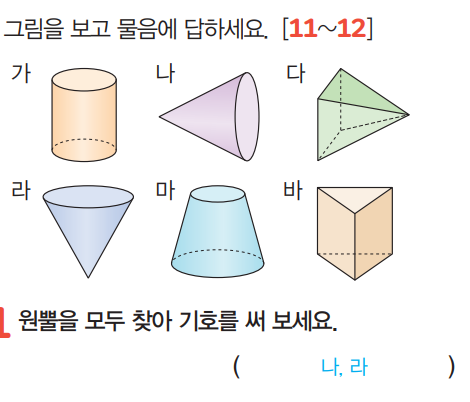 그림을 보고 물음에 답하세요. [11~12]
가 나 다
라 마 바
원뿔을 모두 찾아 기호를 써 보세요.
( 나, 라 )